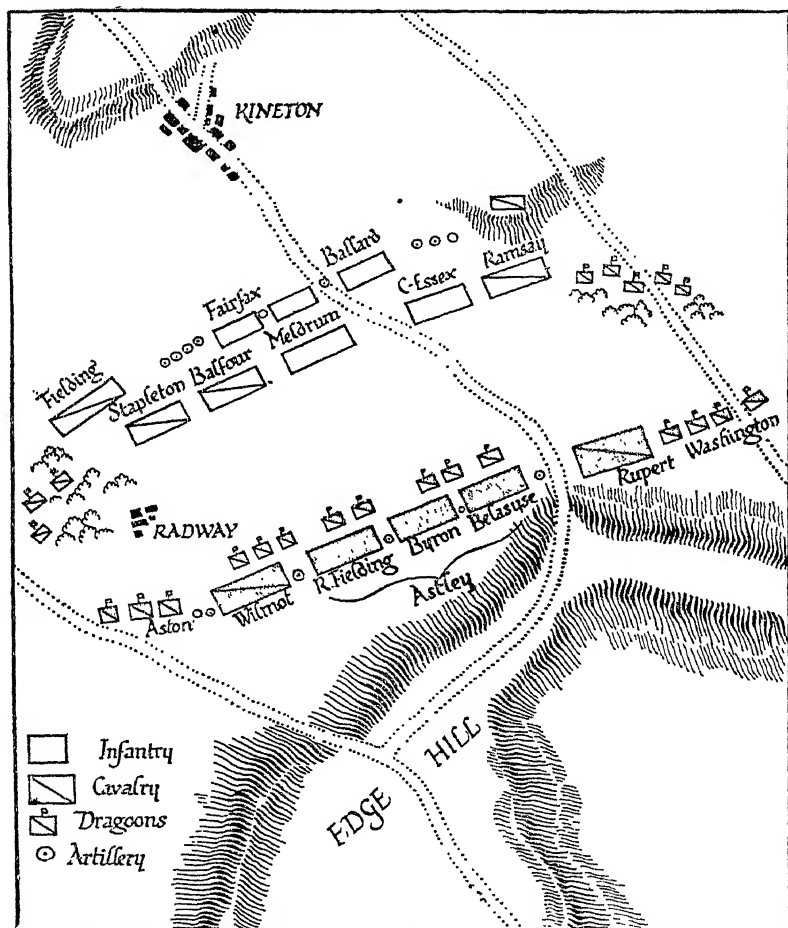 KINETON
Ballard
Ramsay
C. Essex
Fairfax
Meldrum
Balfour
Stapleton
Fielding
Washington
Rupert
RADWAY
Belasyse
Byron
R. Fielding
Astley
Wilmot
Aston
EDGE HILL
Infantry
Cavalry
Dragoons
Artillery